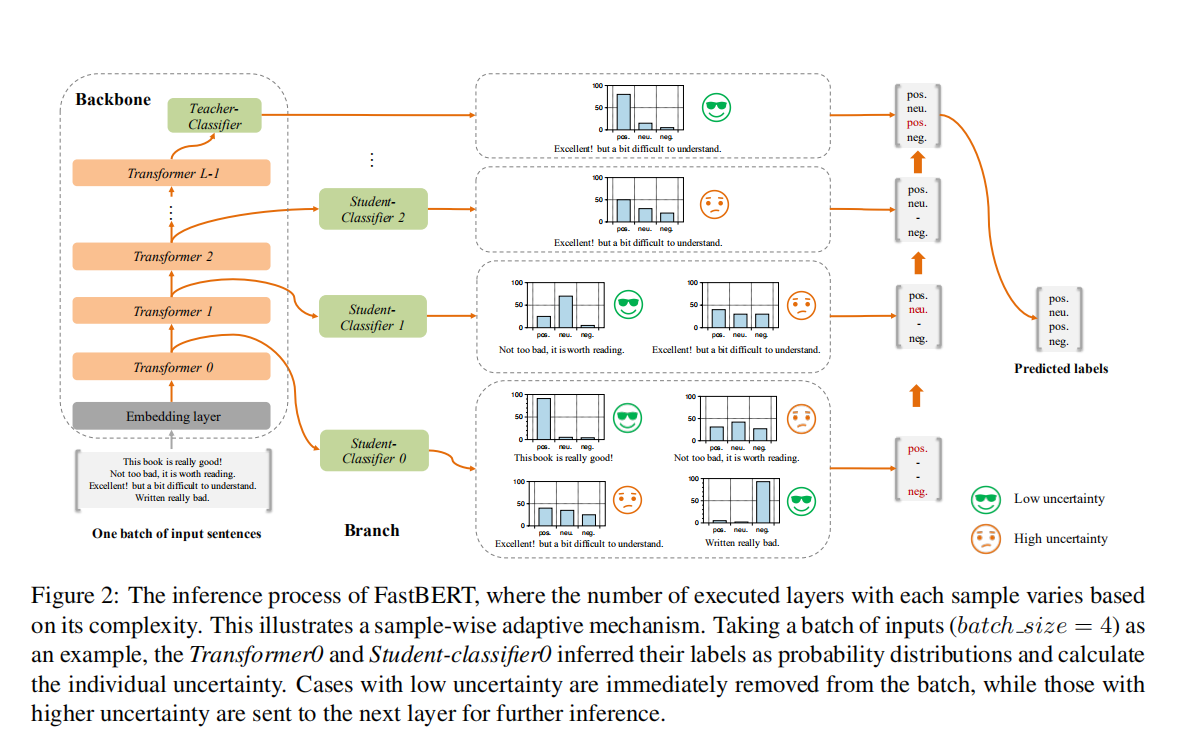 Backbone
Teacher-
Classifier
Transformer L-1
Transformer 2
Transformer 1
Transformer 0
Embedding layer
This book is really good!
Not too bad, it is worth reading.
Excellent! but a bit difficult to understand.
Written really bad.
One batch of input sentences
Student-
Classifier 2
Student-
Classifier 1
Student-
Classifier 0
Branch
100
50
0
pos. neu. neg.
Excellent! but a bit difficult to understand.
100
50
0
pos. neu. neg.
Excellent! but a bit difficult to understand.
100
50
0
pos. neu. neg.
Not too bad, it is worth reading.
100
50
0
pos. neu. neg.
Excellent! but a bit difficult to understand.
100
50
0
pos. neu. neg.
This book is really good!
100
50
0
pos. neu. neg.
Not too bad, it is worth reading.
100
50
0
pos. neu. neg.
Excellent! but a bit difficult to understand.
100
50
0
pos. neu. neg.
Written really bad.
pos.
neu.
pos.
neg.
pos.
neu.
-
neg.
pos.
neu.
-
neg.
pos.
-
-
neg.
pos.
neu.
pos.
neg.
Predicted labels
Low uncertainty
High uncertainty
Figure 2: The inference process of FastBERT, where the number of executed layers with each sample varies based
on its complexity. This illustrates a sample-wise adaptive mechanism. Taking a batch of inputs (batch_size = 4) as
an example, the Transformer0 and Student-classifier0 inferred their labels as probability distributions and calculate
the individual uncertainty. Cases with low uncertainty are immediately removed from the batch, while those with
higher uncertainty are sent to the next layer for further inference.